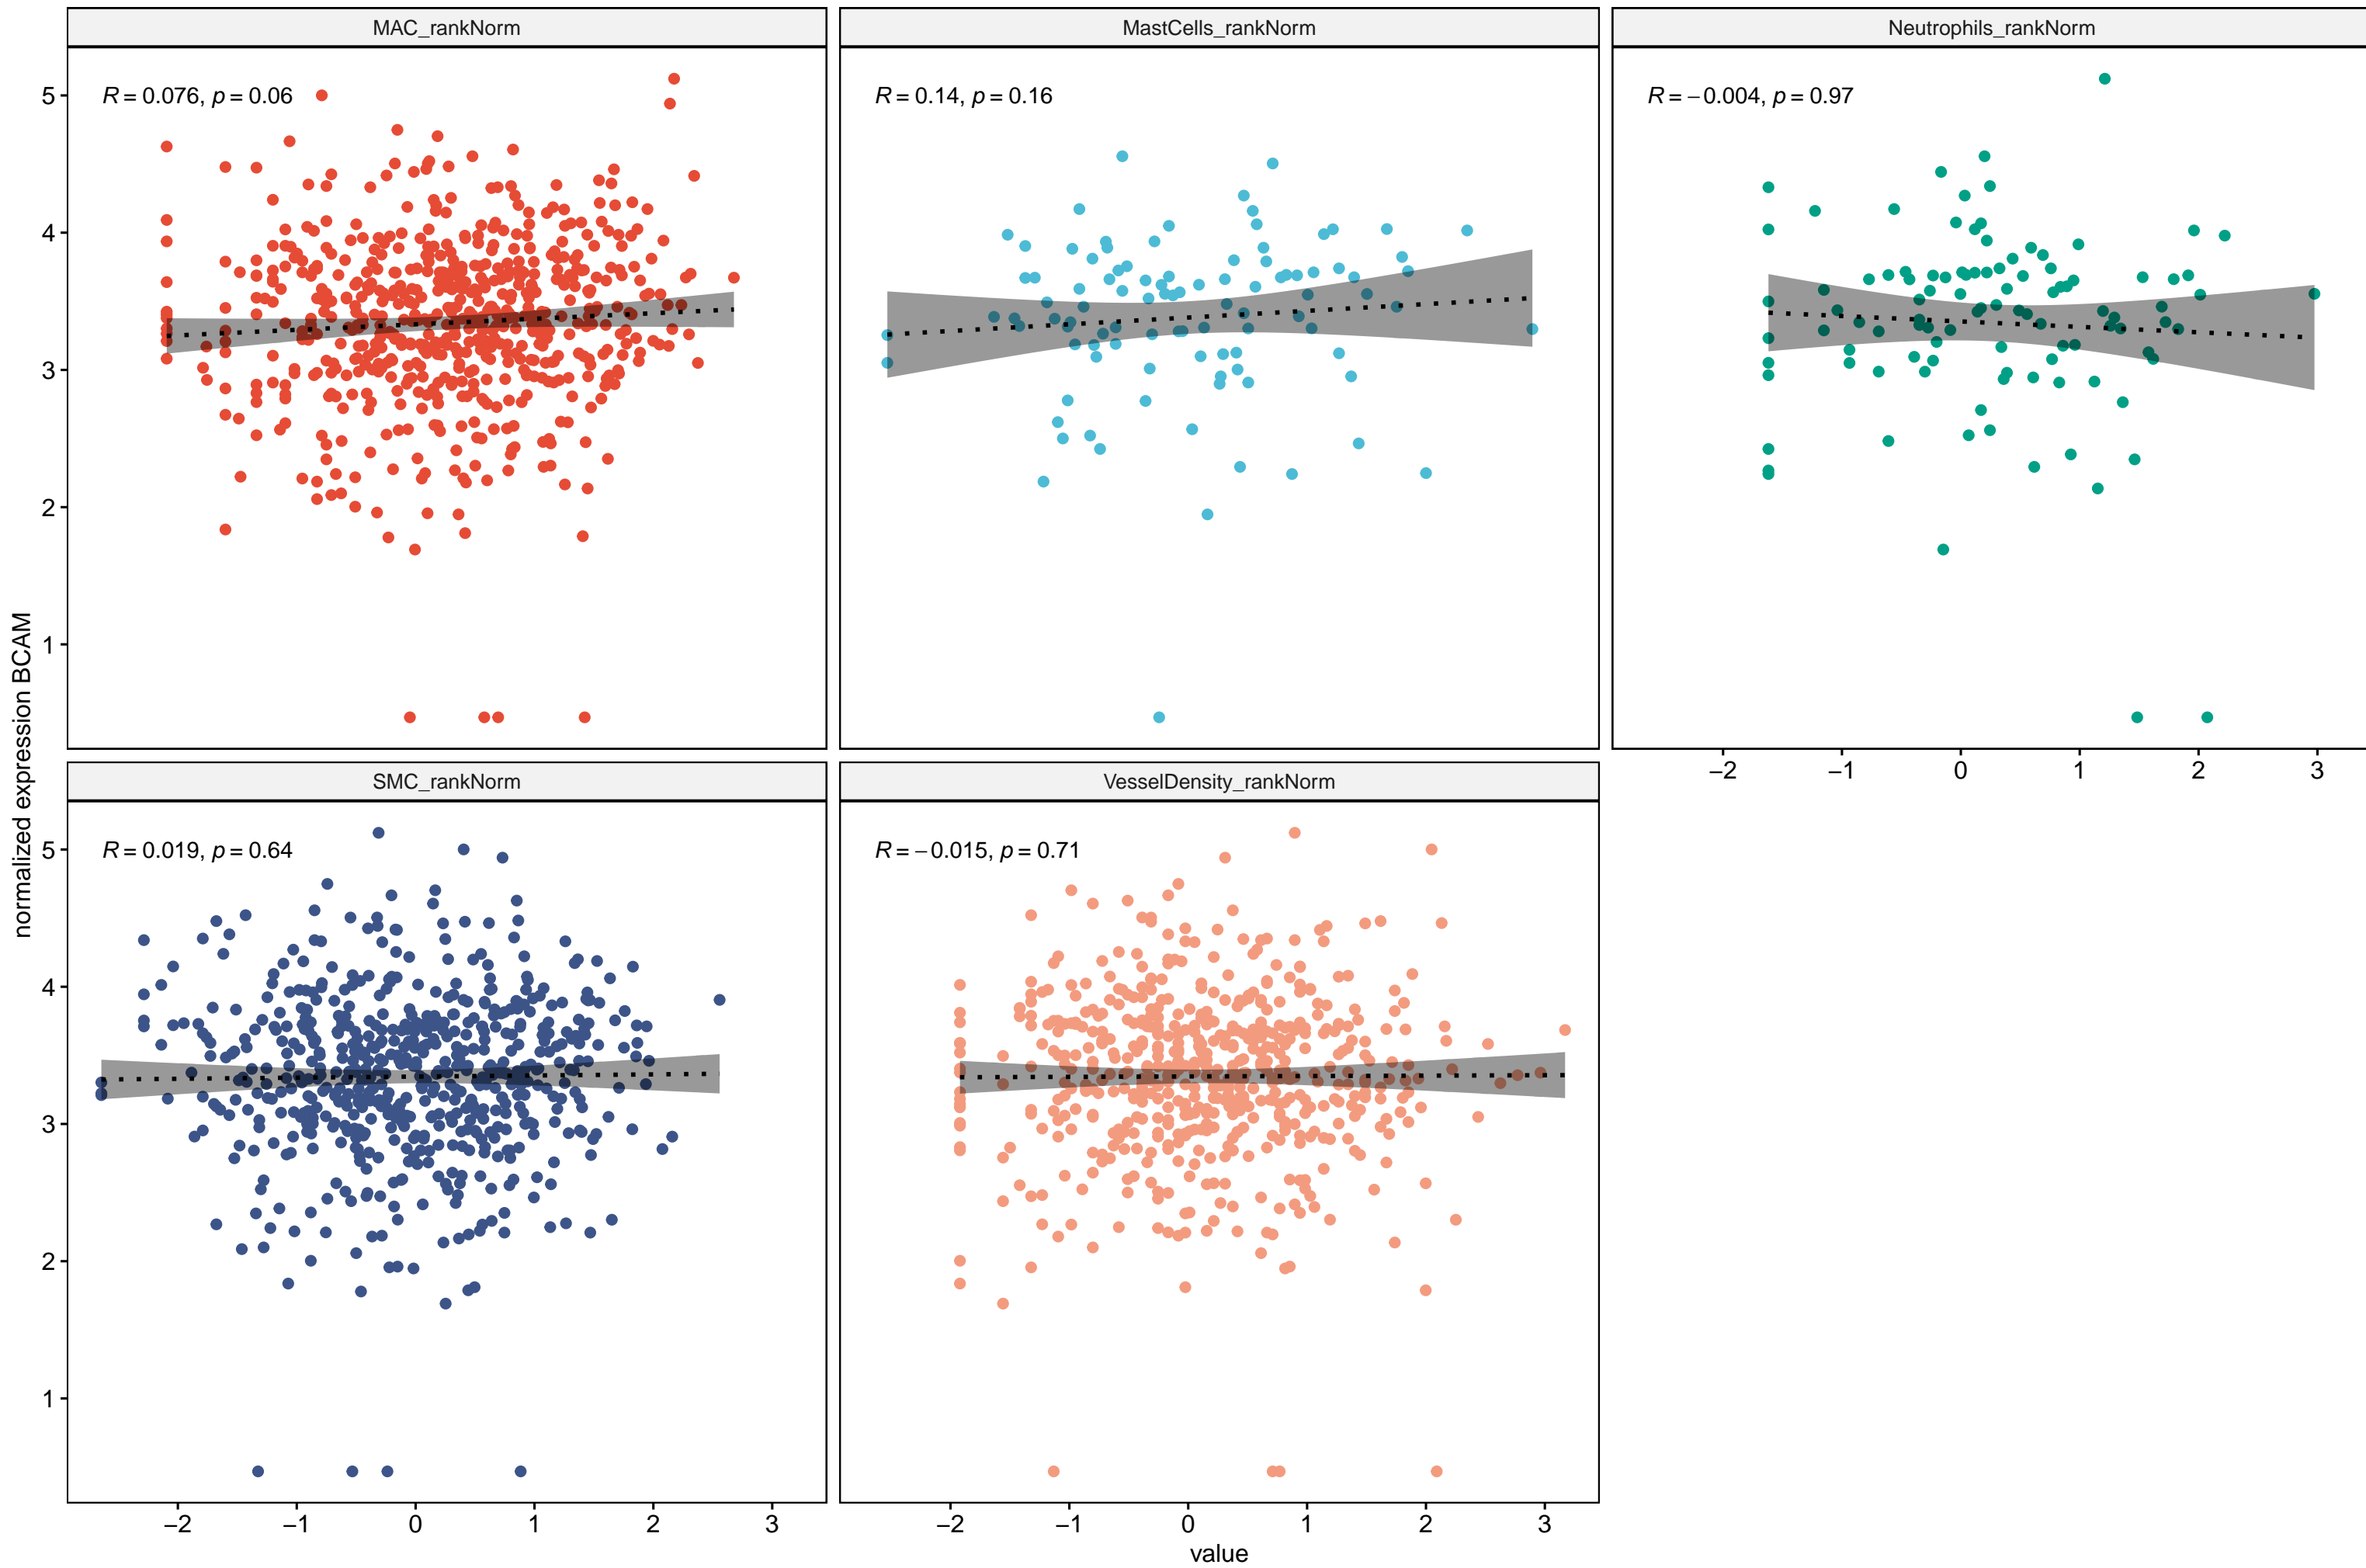 MAC_rankNorm
MastCells_rankNorm
Neutrophils_rankNorm
R = 0.076, p = 0.06
R = 0.14, p = 0.16
R = −0.004, p = 0.97
5
4
3
2
1
−2 −1 0 1 2 3
SMC_rankNorm
VesselDensity_rankNorm
R = 0.019, p = 0.64
R = −0.015, p = 0.71
5
4
3
2
1
−2 −1 0 1 2 3
−2 −1 0 1 2 3
normalized expression BCAM
value